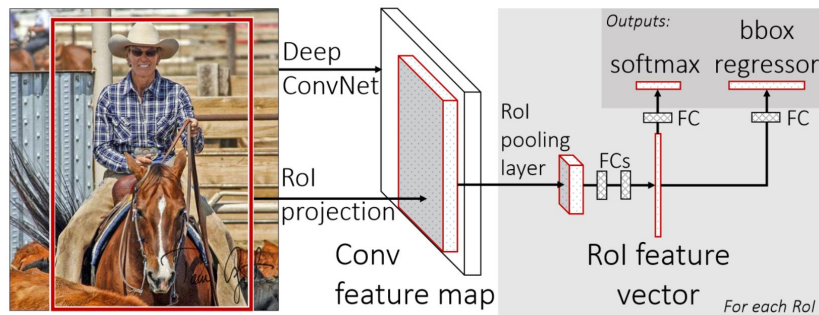 Deep
ConvNet
RoI
projection
Conv
feature map
RoI
pooling
layer
FCs
RoI feature
vector
Outputs:
softmax
bbox
regressor
FC
FC
For each RoI